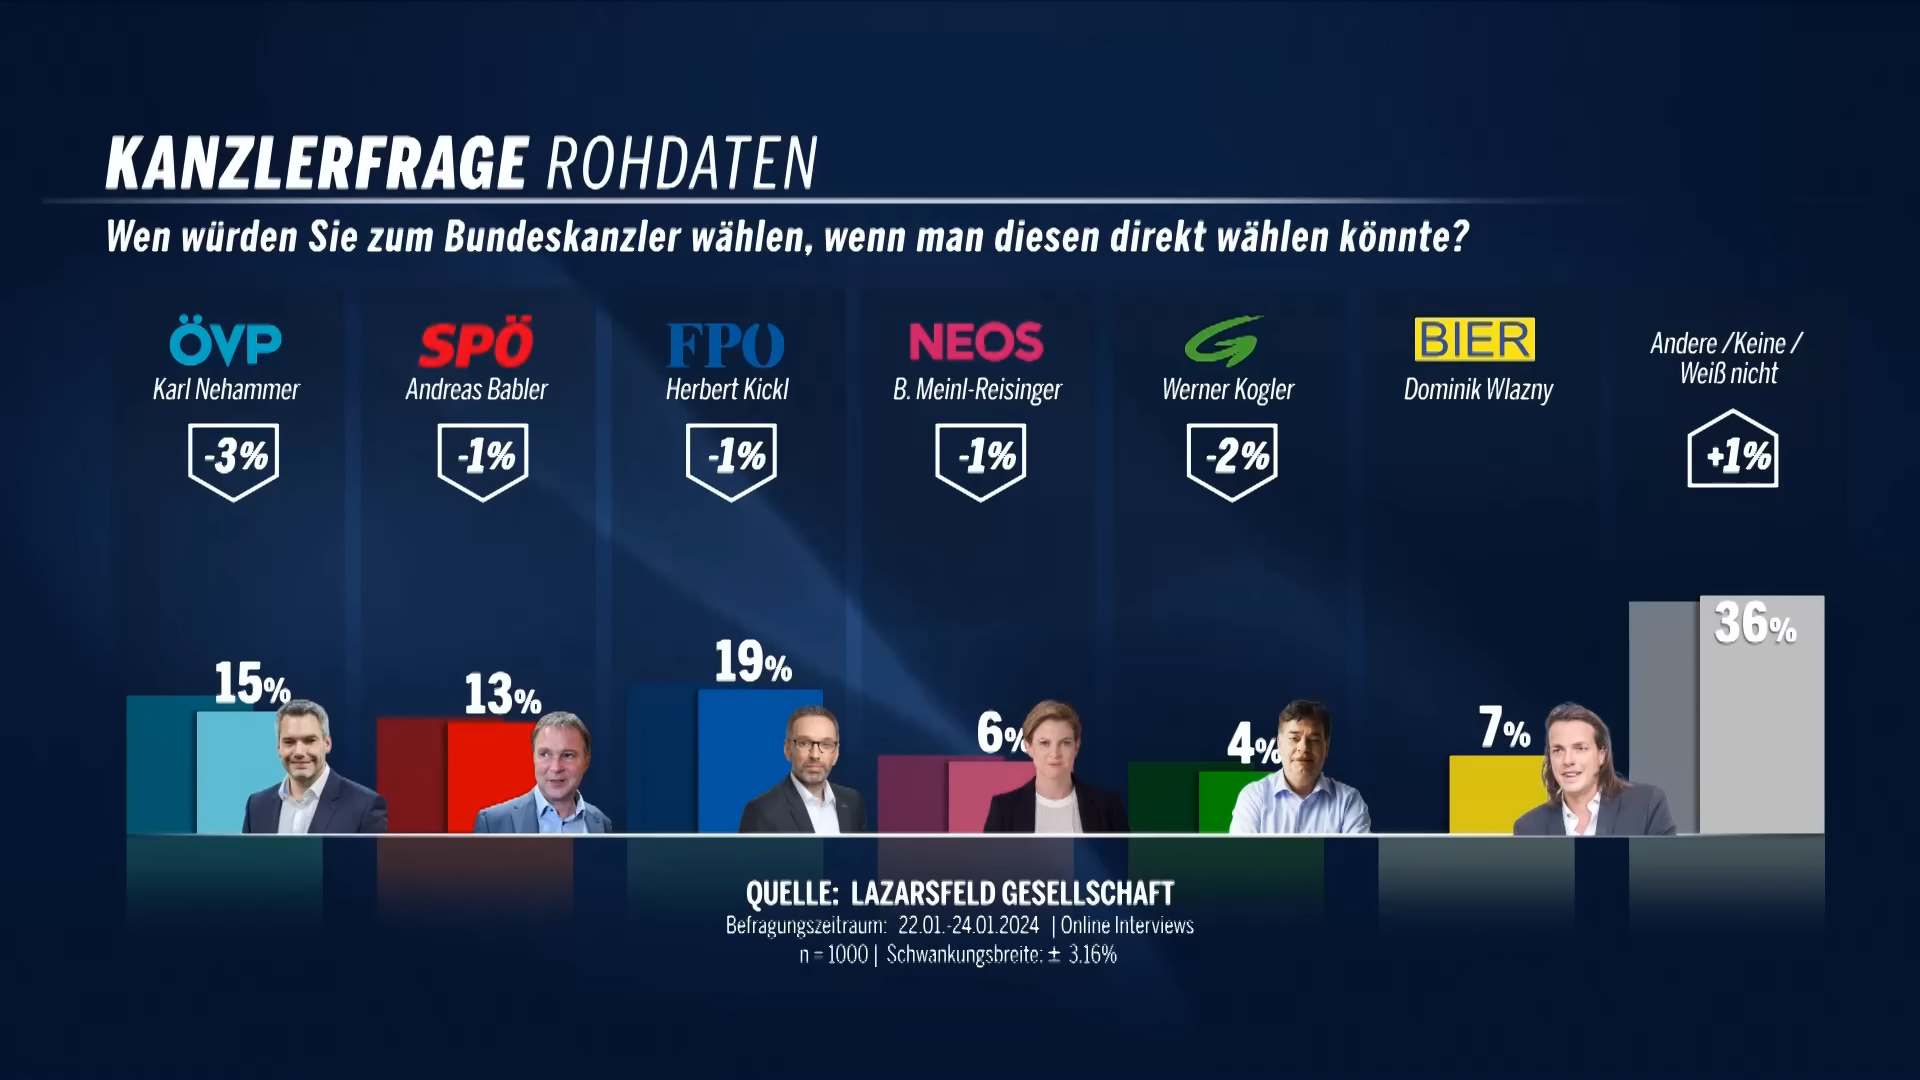 KANZLERFRAGE ROHDATEN
Wen würden Sie zum Bundeskanzler wählen, wenn man diesen direkt wählen könnte?
ÖVP
Karl Nehammer
-3%
15%
SPÖ
Andreas Babler
-1%
13%
FPÖ
Herbert Kickl
-1%
19%
NEOS
B. Meinl-Reisinger
-1%
6%
G
Werner Kogler
-2%
4%
BIER
Dominik Wlazny
7%
Andere /Keine /
Weiß nicht
+1%
36%
QUELLE: LAZARSFELD GESELLSCHAFT
Befragungszeitraum: 22.01.-24.01.2024 | Online Interviews
n = 1000 | Schwankungsbreite: ± 3.16%